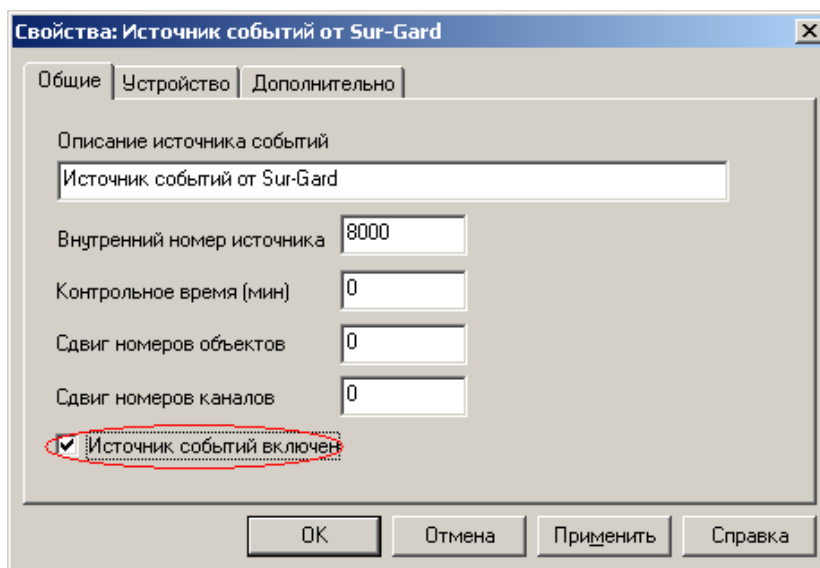 Свойства: Источник событий от Sur-Gard
Общие Устройство Дополнительно
Описание источника событий
Источник событий от Sur-Gard
Внутренний номер источника 8000
Контрольное время (мин) 0
Сдвиг номеров объектов 0
Сдвиг номеров каналов 0
Источник событий включен
OK Отмена Применить Справка